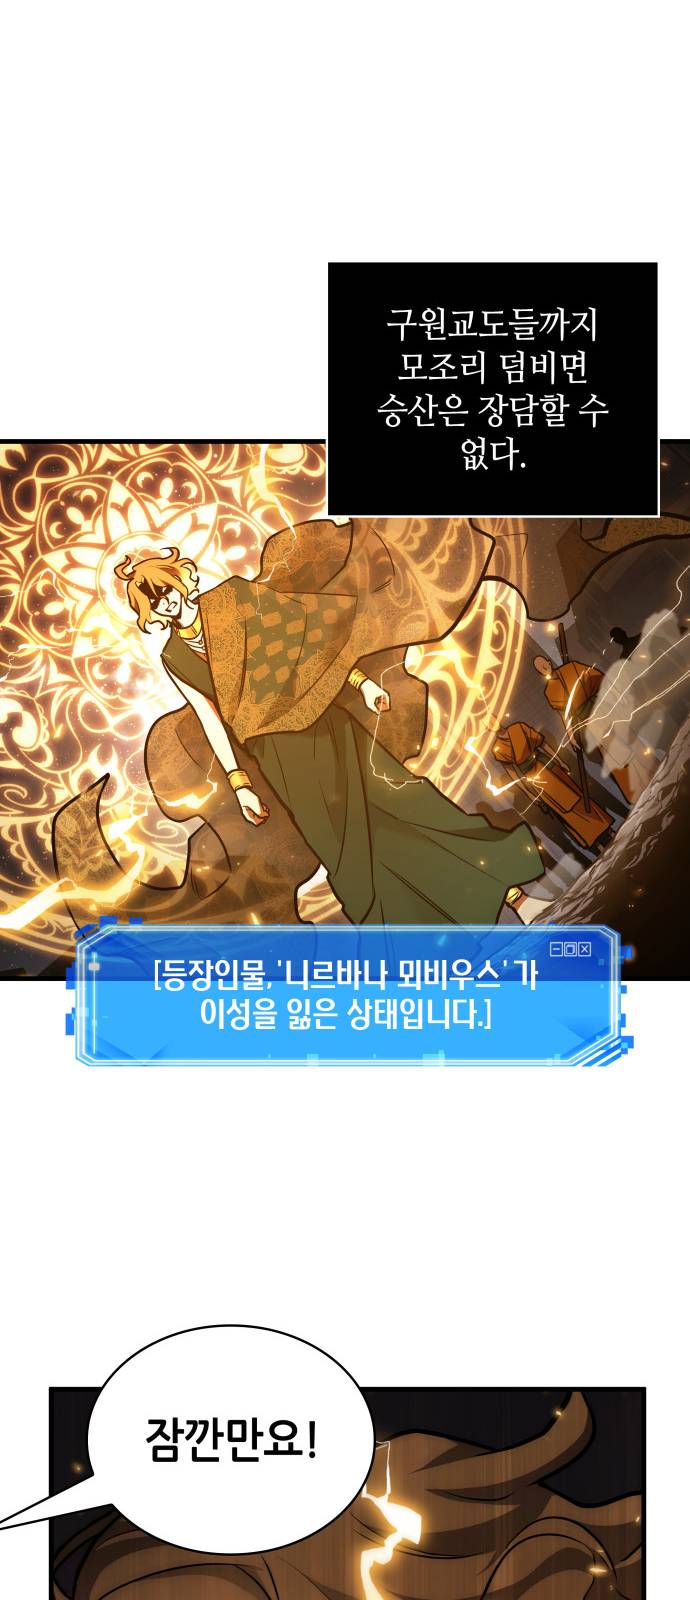 구원교도들까지
모조리 덤비면
승산은 장담할 수
없다.
[등장인물, '니르바나 뫼비우스'가
이성을 잃은 상태입니다.]
잠깐만요!